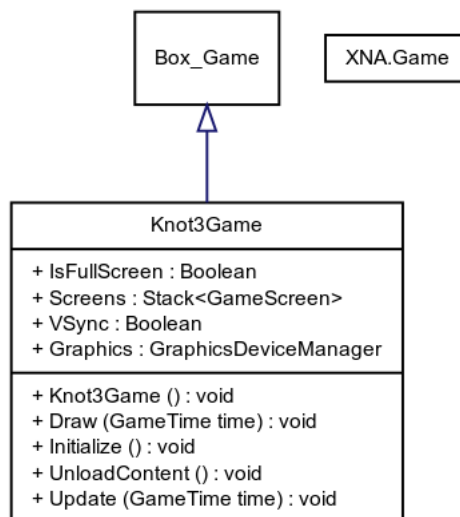 Box_Game
XNA.Game
Knot3Game
+ IsFullScreen : Boolean
+ Screens : Stack<GameScreen>
+ VSync : Boolean
+ Graphics : GraphicsDeviceManager
+ Knot3Game () : void
+ Draw (GameTime time) : void
+ Initialize () : void
+ UnloadContent () : void
+ Update (GameTime time) : void